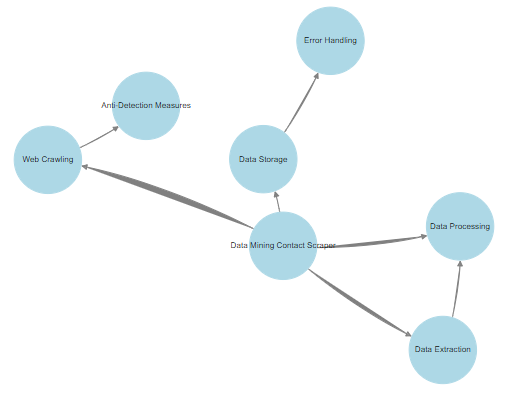 Error Handling
Anti-Detection Measures
Web Crawling
Data Storage
Data Mining Contact Scraper
Data Processing
Data Extraction